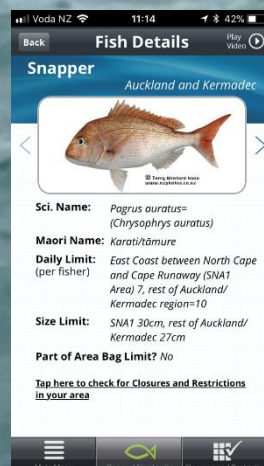 Voda NZ 11:14 42%
Back Fish Details Play Video
Snapper
Auckland and Kermadec
© Terry Wreford Hann
www.nzphotos.co.nz
Sci. Name: Pagrus auratus=
(Chrysophrys auratus)
Maori Name: Karati/tāmure
Daily Limit: East Coast between North Cape
(per fisher) and Cape Runaway (SNA1
Area) 7, rest of Auckland/
Kermadec region=10
Size Limit: SNA1 30cm, rest of Auckland/
Kermadec 27cm
Part of Area Bag Limit? No
Tap here to check for Closures and Restrictions
in your area